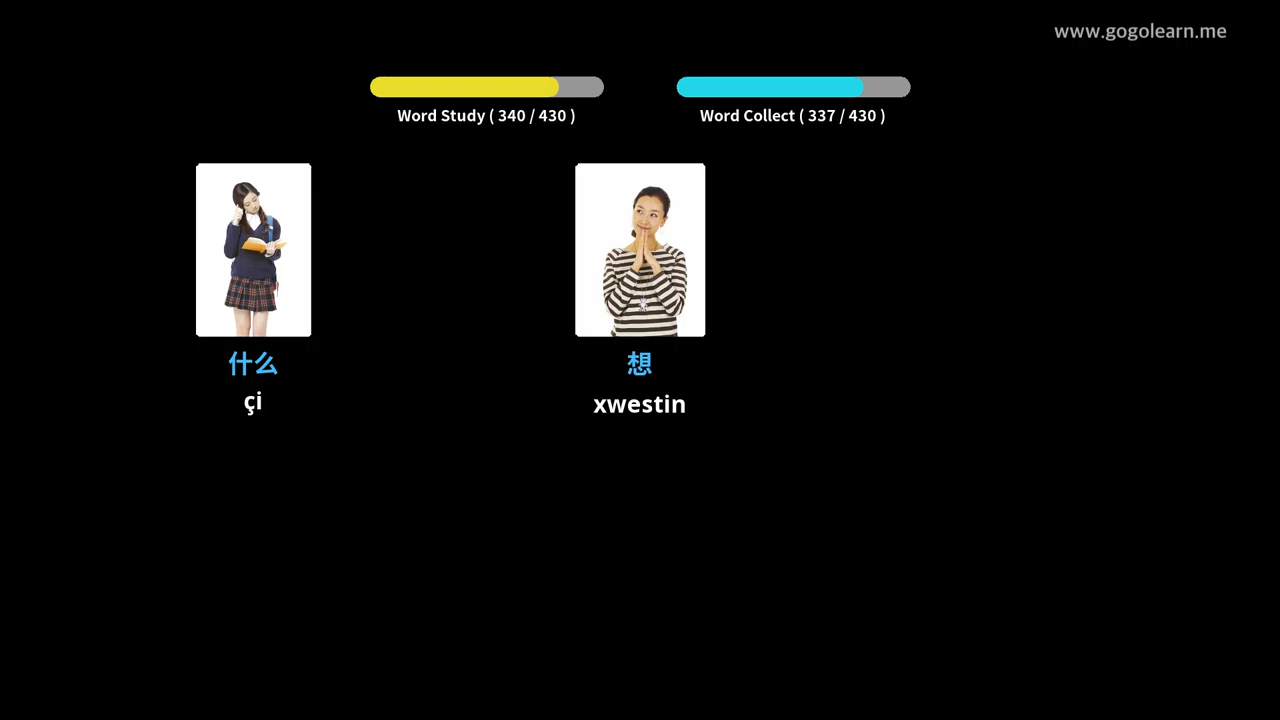 www.gogolearn.me
Word Study ( 340 / 430 )
Word Collect ( 337 / 430 )
什么
çi
想
xwestin